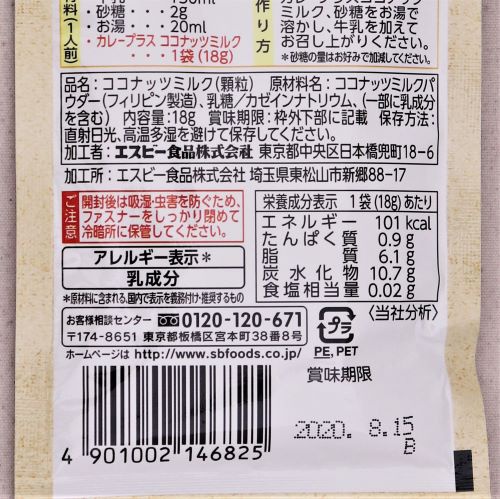 ・砂糖・・・2g
・お湯・・・20ml
・カレープラス ココナッツミルク
・・・1袋(18g)
料(1人前)
作り方
ミルク、砂糖をお湯で
溶かし、牛乳を加えて
お召し上がりください。
*砂糖の量はお好みで加減してください。
品名：ココナッツミルク(顆粒) 原材料名：ココナッツミルクパ
ウダー(フィリピン製造)、乳糖／カゼインナトリウム、(一部に乳成分
を含む) 内容量：18g 賞味期限：枠外下部に記載 保存方法：
直射日光、高温多湿を避けて保存してください。
加工者：エスビー食品株式会社 東京都中央区日本橋兜町18-6
加工所：エスビー食品株式会社 埼玉県東松山市新郷88-17
ご注意
開封後は吸湿・虫害を防ぐため、
ファスナーをしっかり閉めて
冷暗所に保管してください。
アレルギー表示*
乳成分
*原材料に含まれる、国内で表示を義務付け・推奨するもの
栄養成分表示 1袋(18g)あたり
エネルギー 101 kcal
たんぱく質 0.9 g
脂質 6.1 g
炭水化物 10.7 g
食塩相当量 0.02 g
〈当社分析〉
お客様相談センター 0120-120-671
〒174-8651 東京都板橋区宮本町38番8号
ホームページは http://www.sbfoods.co.jp/
プラ
PE, PET
賞味期限
2020. 8.15
B
4 901002 146825